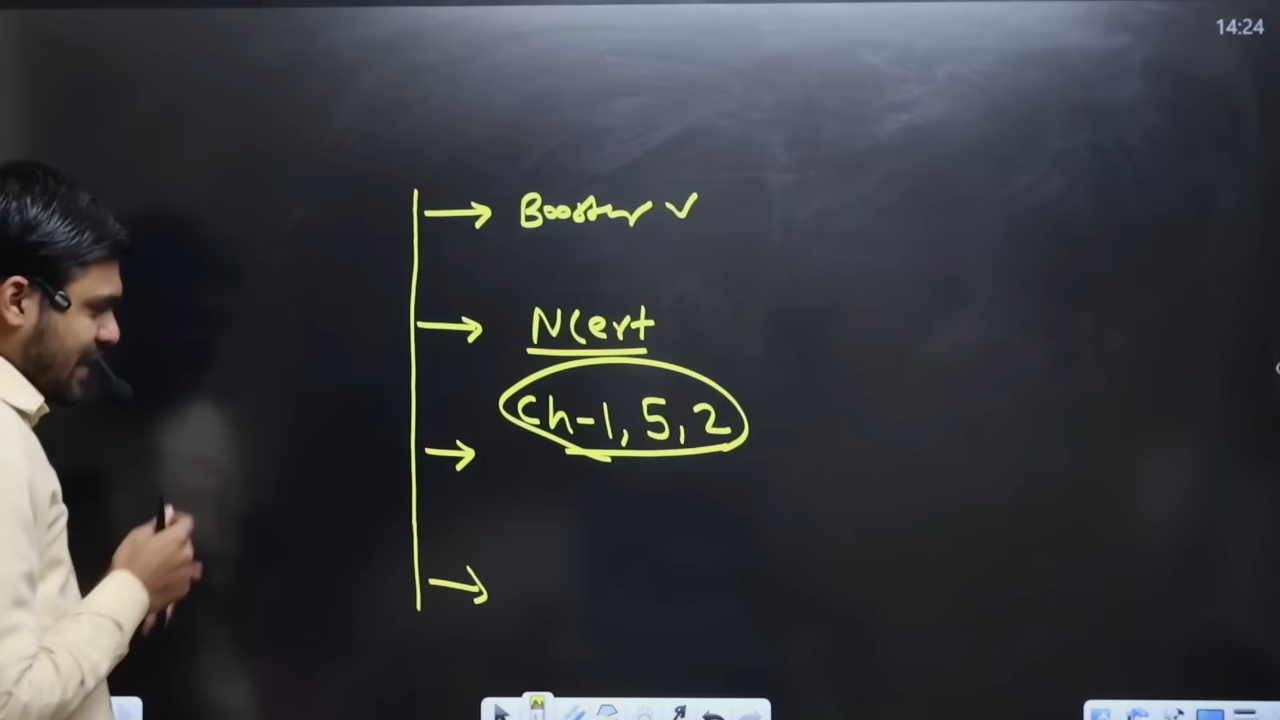 14:24
→ Booster ✓
→ NCert
ch-1, 5, 2
→
→